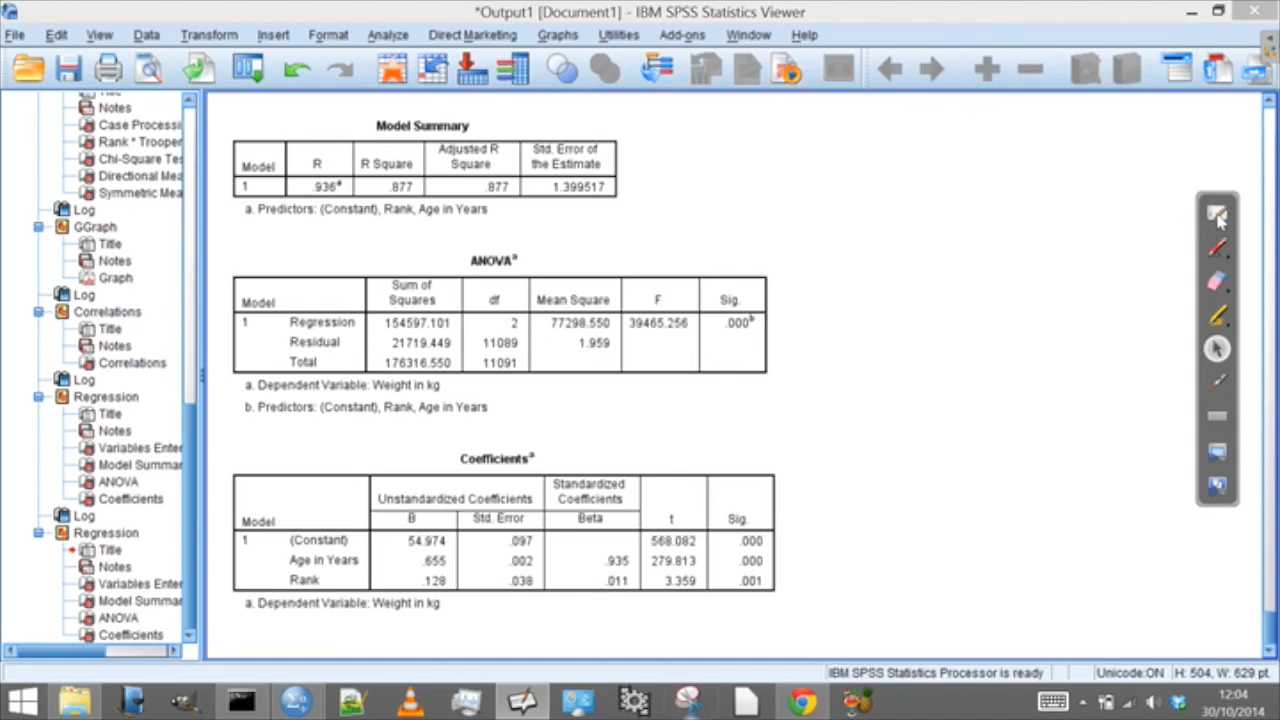 *Output1 [Document1] - IBM SPSS Statistics Viewer
File Edit View Data Transform Insert Format Analyze Direct Marketing Graphs Utilities Add-ons Window Help
Notes
Case Processi
Rank * Trooper
Chi-Square Te
Directional Mea
Symmetric Mea
Log
GGraph
Title
Notes
Graph
Log
Correlations
Title
Notes
Correlations
Log
Regression
Title
Notes
Variables Enter
Model Summar
ANOVA
Coefficients
Log
Regression
Title
Notes
Variables Enter
Model Summar
ANOVA
Coefficients
Model Summary
Model R R Square Adjusted R Square Std. Error of the Estimate
1 .936a .877 .877 1.399517
a. Predictors: (Constant), Rank, Age in Years
ANOVAa
Model Sum of Squares df Mean Square F Sig.
1 Regression 154597.101 2 77298.550 39465.256 .000b
Residual 21719.449 11089 1.959
Total 176316.550 11091
a. Dependent Variable: Weight in kg
b. Predictors: (Constant), Rank, Age in Years
Coefficientsa
Model Unstandardized Coefficients Standardized Coefficients t Sig.
B Std. Error Beta
1 (Constant) 54.974 .097 568.082 .000
Age in Years .655 .002 .935 279.813 .000
Rank .128 .038 .011 3.359 .001
a. Dependent Variable: Weight in kg
IBM SPSS Statistics Processor is ready Unicode:ON H: 504, W: 629 pt.
12:04
30/10/2014